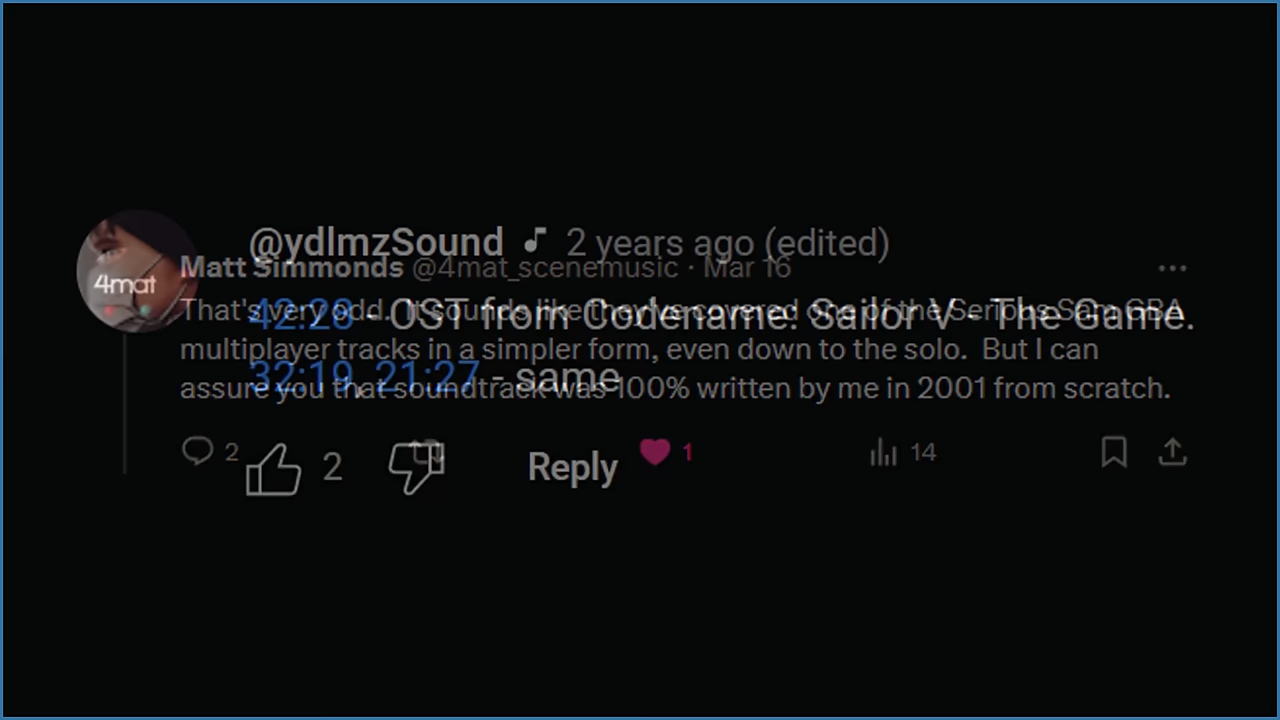 @ydlmzSound 2 years ago (edited)
Matt Simmonds @4mat_scenemusic · Mar 16
4mat
That's very odd. It sounds like they've covered one of the Serious Sam GBA
42:28 - OST from Codename: Sailor V - The Game.
multiplayer tracks in a simpler form, even down to the solo. But I can
32:19, 21:27 - same
assure you that soundtrack was 100% written by me in 2001 from scratch.
2 1 14
2 Reply